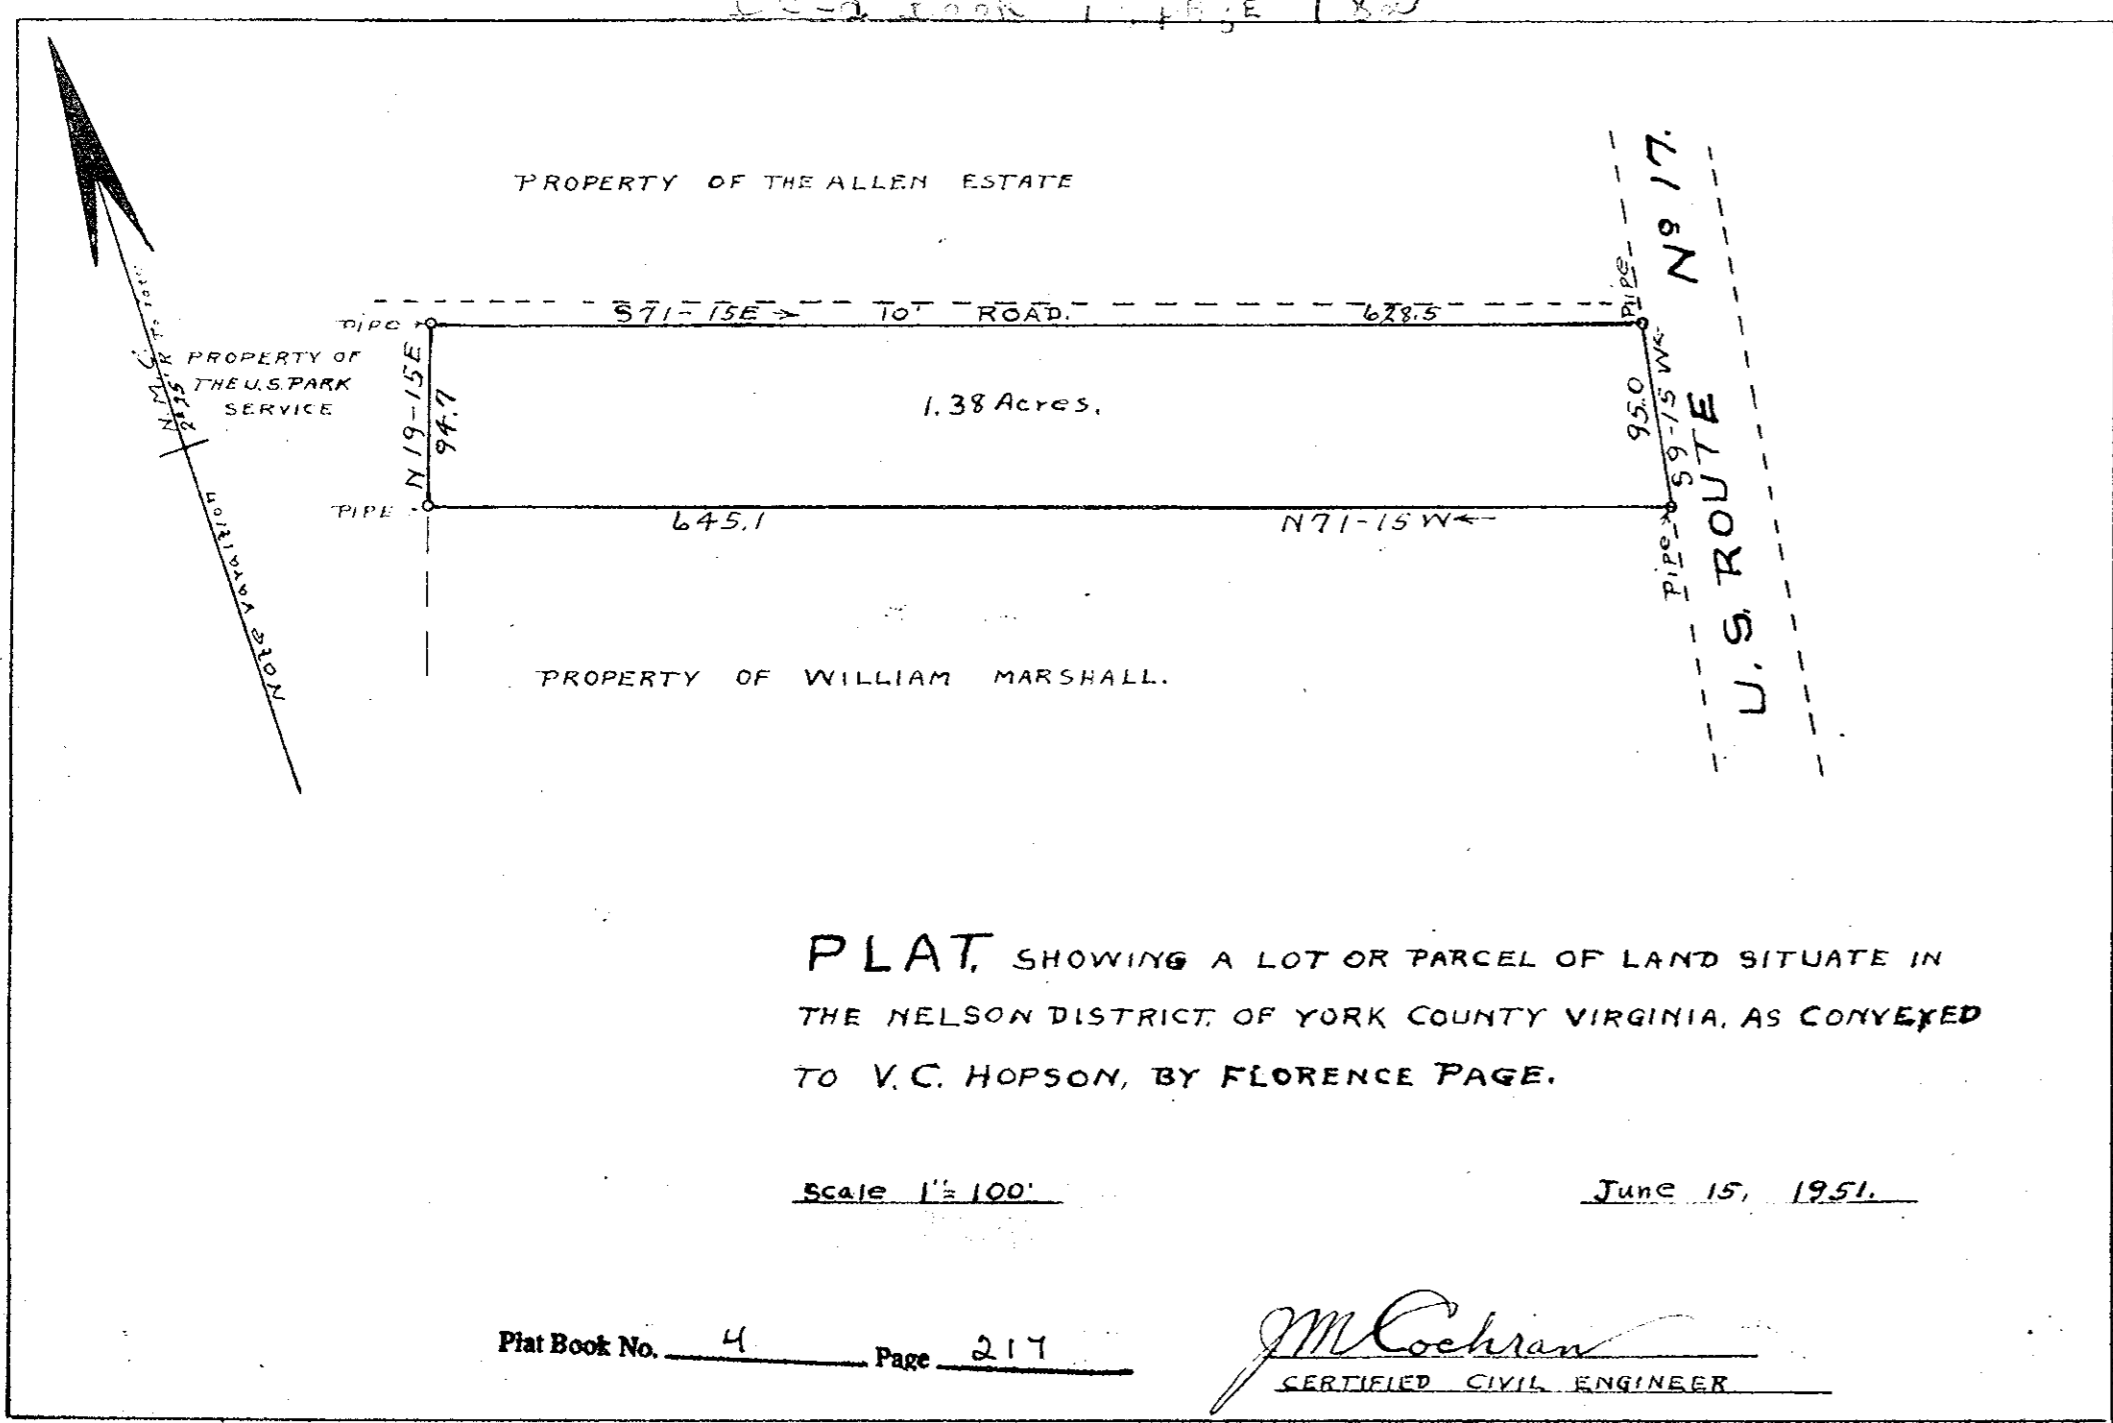 PROPERTY OF THE ALLEN ESTATE
Nº 17.
PIPE
S71-15E → 10' ROAD. 628.5
PIPE
PROPERTY OF
THE U.S. PARK
SERVICE
N 19-15E
94.7
1.38 Acres.
95.0
S9-15 W←
U.S. ROUTE
PIPE
645.1
N71-15 W←
PIPE
Note Variation
PROPERTY OF WILLIAM MARSHALL.
PLAT, SHOWING A LOT OR PARCEL OF LAND SITUATE IN
THE NELSON DISTRICT. OF YORK COUNTY VIRGINIA, AS CONVEYED
TO V.C. HOPSON, BY FLORENCE PAGE.
Scale 1"=100'
June 15, 1951.
Plat Book No. 4 Page 217
JM Cochran
CERTIFIED CIVIL ENGINEER